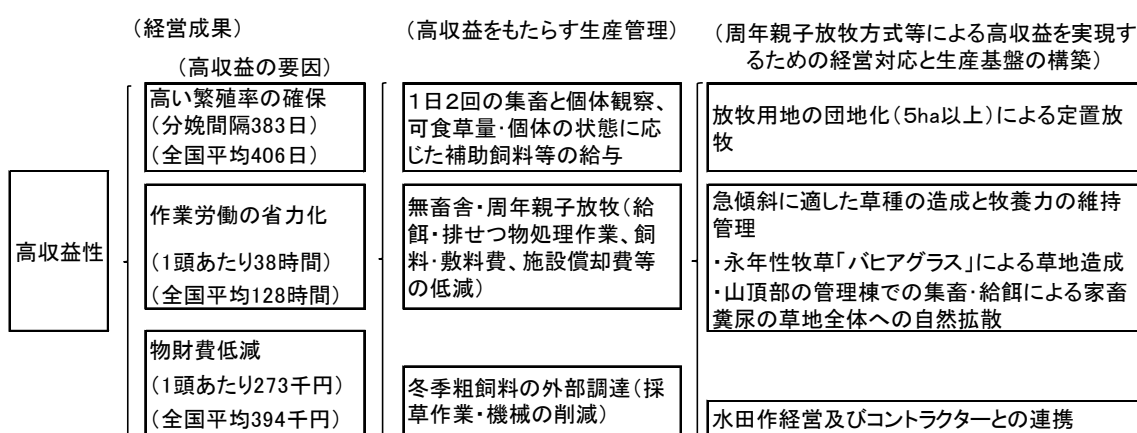 （経営成果）
（高収益の要因）
（高収益をもたらす生産管理）
（周年親子放牧方式等による高収益を実現す
るための経営対応と生産基盤の構築）
高収益性
高い繁殖率の確保
（分娩間隔383日）
（全国平均406日）
作業労働の省力化
（1頭あたり38時間）
（全国平均128時間）
物財費低減
（1頭あたり273千円）
（全国平均394千円）
１日２回の集畜と個体観察、
可食草量・個体の状態に応
じた補助飼料等の給与
無畜舎・周年親子放牧（給
餌・排せつ物処理作業、飼
料・敷料費、施設償却費等
の低減）
冬季粗飼料の外部調達（採
草作業・機械の削減）
放牧用地の団地化（5ha以上）による定置放
牧
急傾斜に適した草種の造成と牧養力の維持
管理
・永年性牧草「バヒアグラス」による草地造成
・山頂部の管理棟での集畜・給餌による家畜
糞尿の草地全体への自然拡散
水田作経営及びコントラクターとの連携